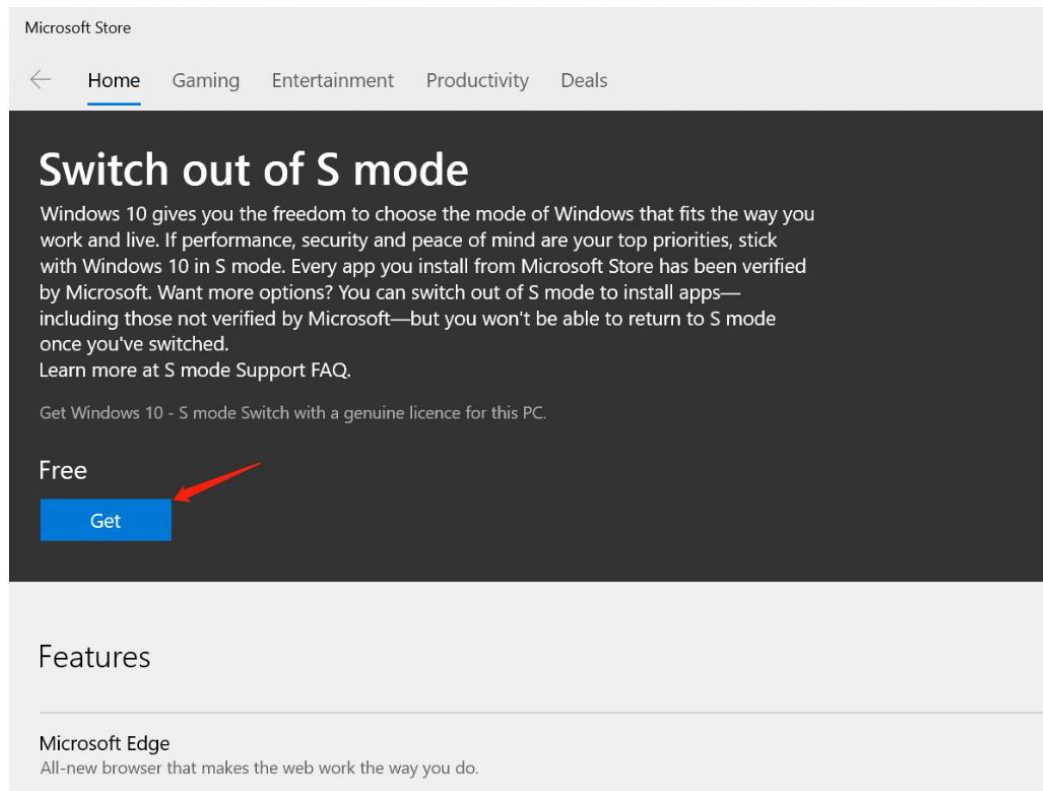 Microsoft Store
Home Gaming Entertainment Productivity Deals
Switch out of S mode
Windows 10 gives you the freedom to choose the mode of Windows that fits the way you
work and live. If performance, security and peace of mind are your top priorities, stick
with Windows 10 in S mode. Every app you install from Microsoft Store has been verified
by Microsoft. Want more options? You can switch out of S mode to install apps—
including those not verified by Microsoft—but you won't be able to return to S mode
once you've switched.
Learn more at S mode Support FAQ.
Get Windows 10 - S mode Switch with a genuine licence for this PC.
Free
Get
Features
Microsoft Edge
All-new browser that makes the web work the way you do.